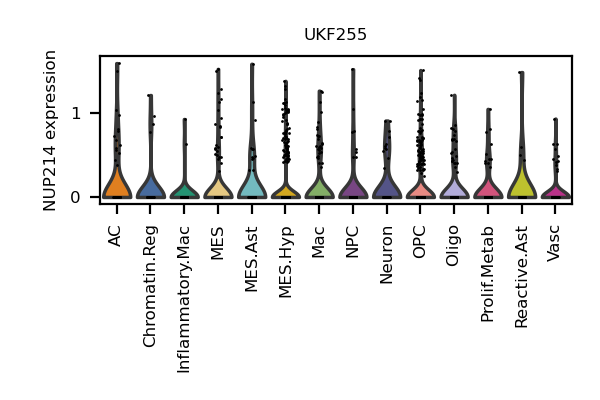 UKF255
NUP214 expression
1
0
AC
Chromatin.Reg
Inflammatory.Mac
MES
MES.Ast
MES.Hyp
Mac
NPC
Neuron
OPC
Oligo
Prolif.Metab
Reactive.Ast
Vasc